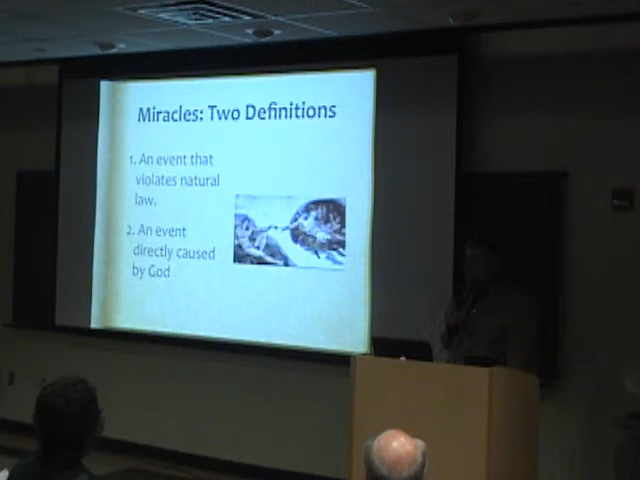 Miracles: Two Definitions
1. An event that
violates natural
law.
2. An event
directly caused
by God